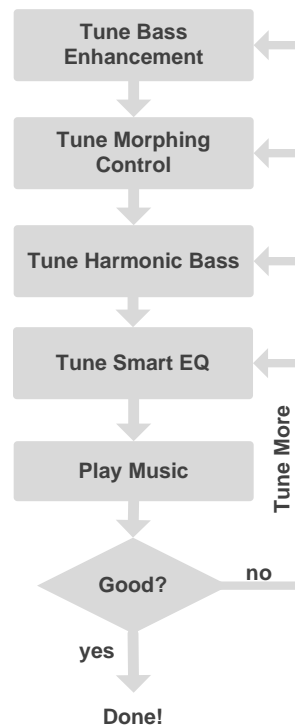 Tune Bass
Enhancement
Tune Morphing
Control
Tune Harmonic Bass
Tune Smart EQ
Tune More
Play Music
Good?
no
yes
Done!